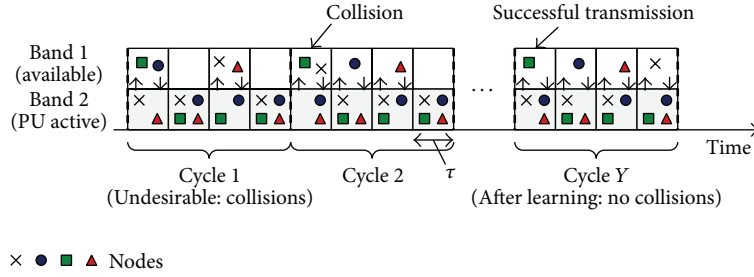 Collision
Successful transmission
Band 1
(available)
Band 2
(PU active)
...
Time
Cycle 1
(Undesirable: collisions)
Cycle 2
τ
Cycle Y
(After learning: no collisions)
Nodes